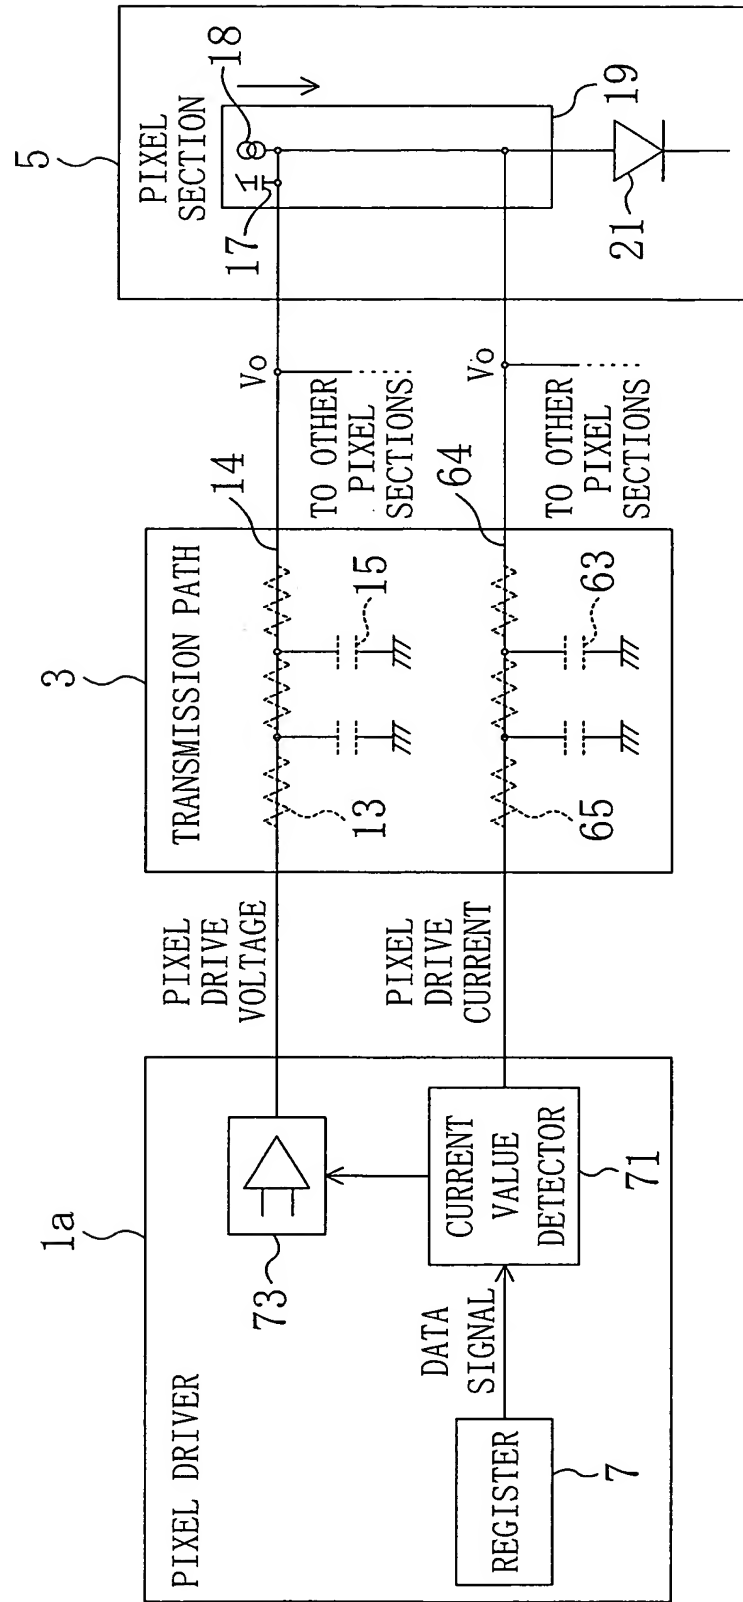 1a
PIXEL DRIVER
REGISTER
7
DATA
SIGNAL
CURRENT
VALUE
DETECTOR
71
73
PIXEL
DRIVE
VOLTAGE
PIXEL
DRIVE
CURRENT
3
TRANSMISSION PATH
13
15
14
65
63
64
Vo
TO OTHER
PIXEL
SECTIONS
Vo
TO OTHER
PIXEL
SECTIONS
5
PIXEL
SECTION
17
18
19
21